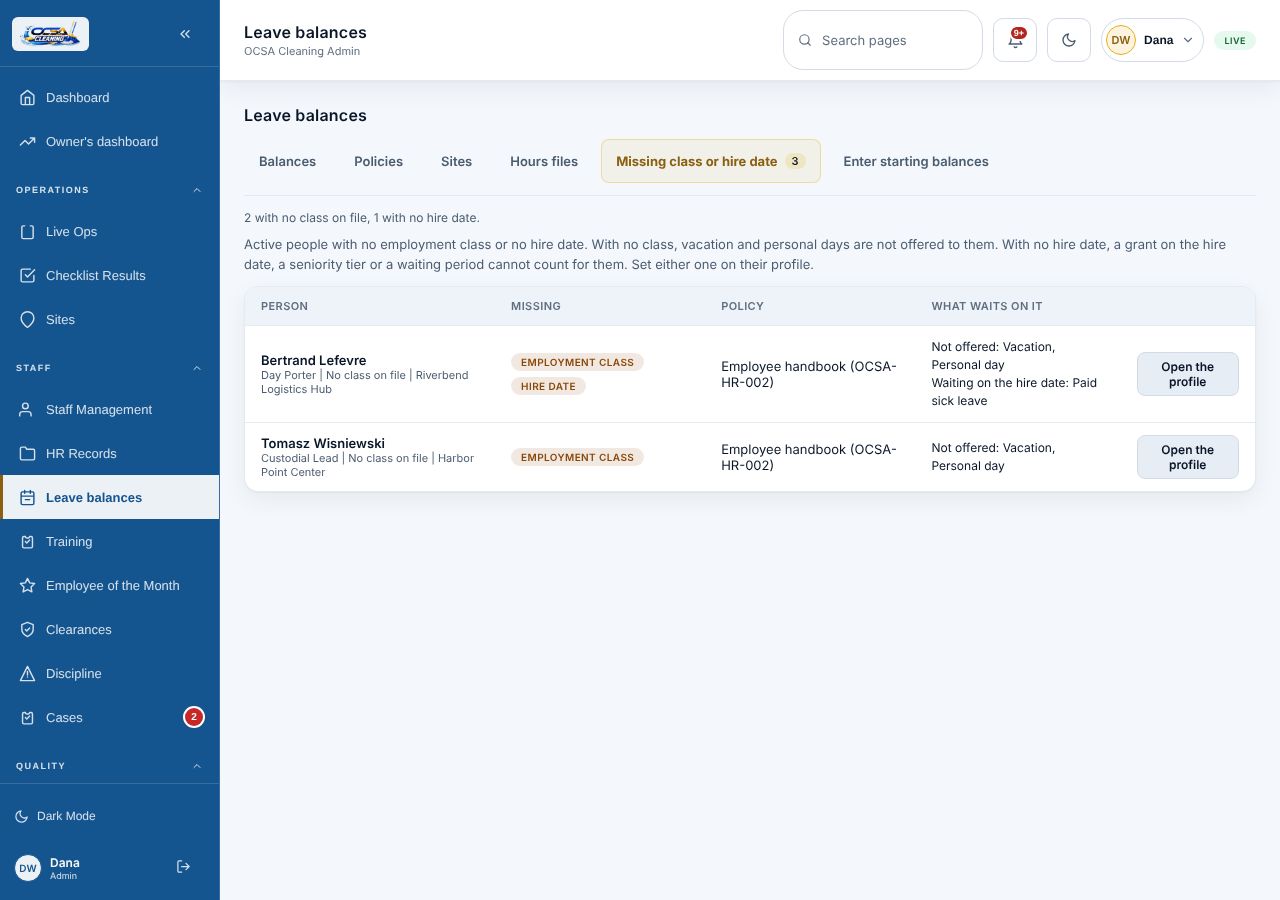 OCSA
CLEANING
Leave balances
OCSA Cleaning Admin
Search pages
9+
DW
Dana
LIVE
Dashboard
Owner's dashboard
OPERATIONS
Live Ops
Checklist Results
Sites
STAFF
Staff Management
HR Records
Leave balances
Training
Employee of the Month
Clearances
Discipline
Cases
2
QUALITY
Dark Mode
DW
Dana
Admin
Leave balances
Balances
Policies
Sites
Hours files
Missing class or hire date 3
Enter starting balances
2 with no class on file, 1 with no hire date.
Active people with no employment class or no hire date. With no class, vacation and personal days are not offered to them. With no hire date, a grant on the hire
date, a seniority tier or a waiting period cannot count for them. Set either one on their profile.
PERSON
MISSING
POLICY
WHAT WAITS ON IT
Bertrand Lefevre
Day Porter | No class on file | Riverbend
Logistics Hub
EMPLOYMENT CLASS
HIRE DATE
Employee handbook (OCSA-
HR-002)
Not offered: Vacation,
Personal day
Waiting on the hire date: Paid
sick leave
Open the
profile
Tomasz Wisniewski
Custodial Lead | No class on file | Harbor
Point Center
EMPLOYMENT CLASS
Employee handbook (OCSA-
HR-002)
Not offered: Vacation,
Personal day
Open the
profile